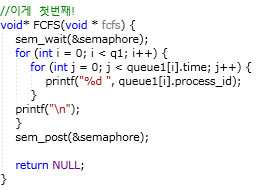 //이게 첫번째!
void* FCFS(void * fcfs) {
    sem_wait(&semaphore);
    for (int i = 0; i < q1; i++) {
        for (int j = 0; j < queue1[i].time; j++) {
            printf("%d ", queue1[i].process_id);
        }
    printf("\n");
    }
    sem_post(&semaphore);

    return NULL;
}